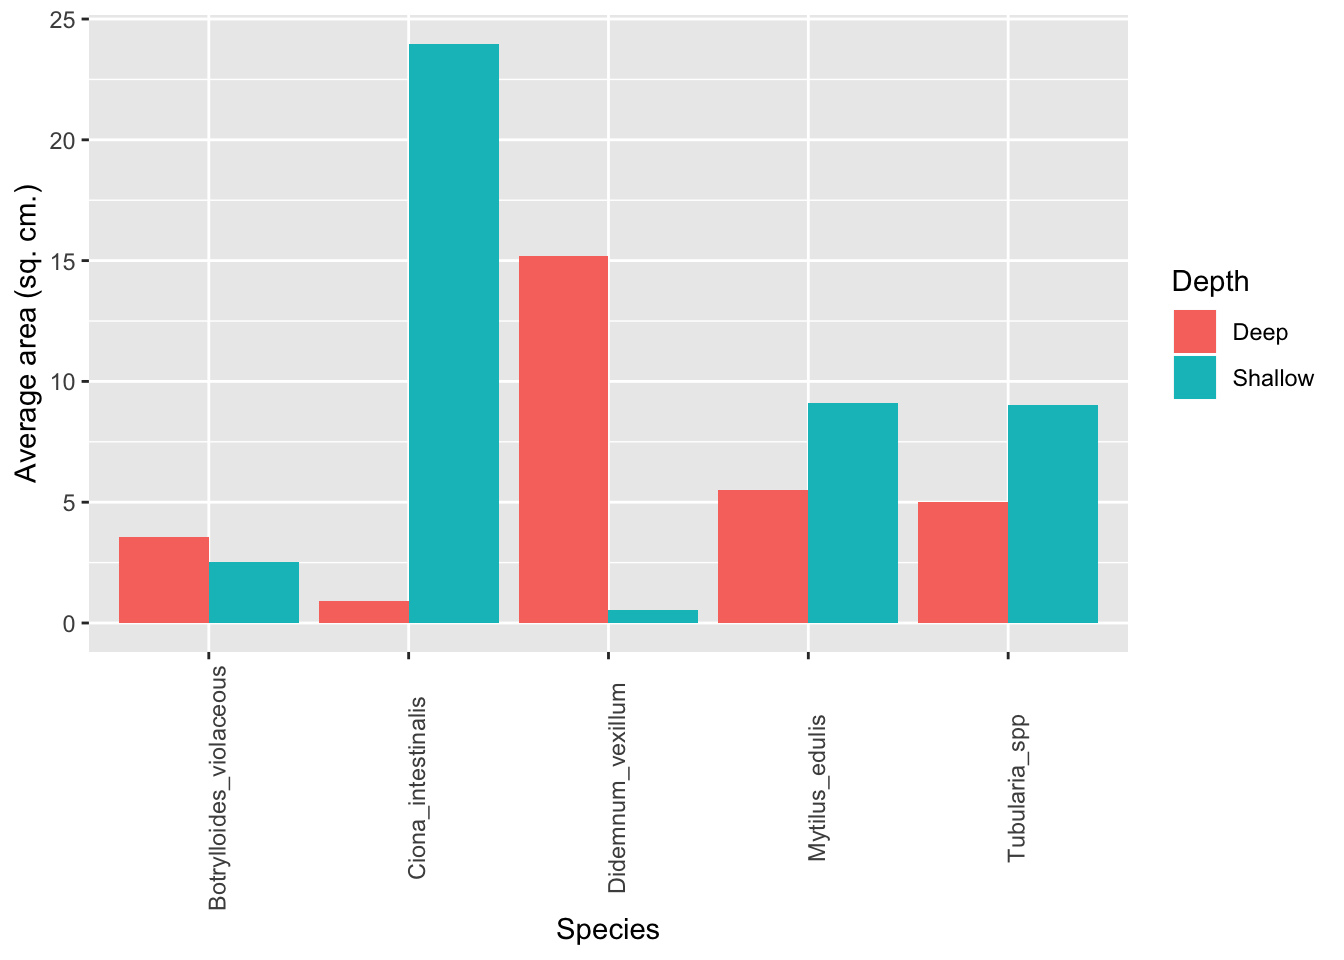 25
20
15
10
5
0
Average area (sq. cm.)
Botrylloides_violaceous
Ciona_intestinalis
Didemnum_vexillum
Mytilus_edulis
Tubularia_spp
Species
Depth
Deep
Shallow